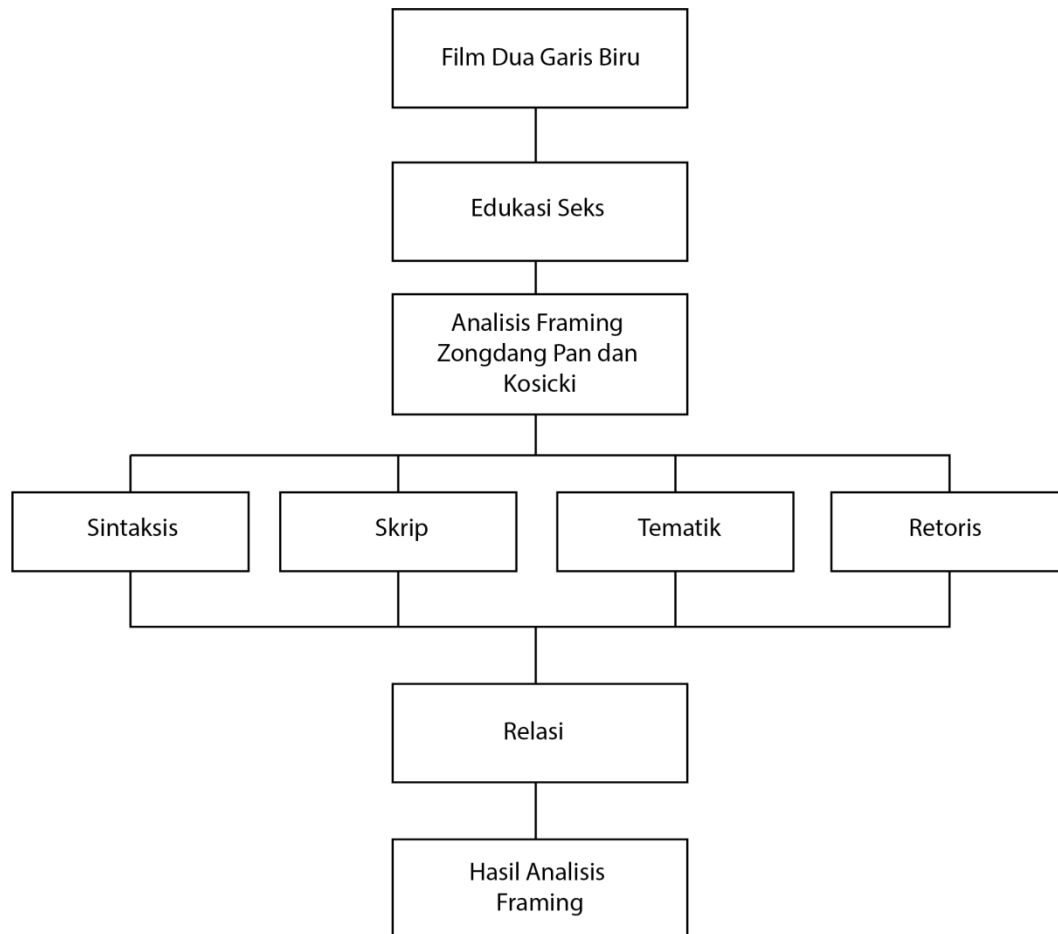 Film Dua Garis Biru
Edukasi Seks
Analisis Framing
Zongdang Pan dan
Kosicki
Sintaksis
Skrip
Tematik
Retoris
Relasi
Hasil Analisis
Framing